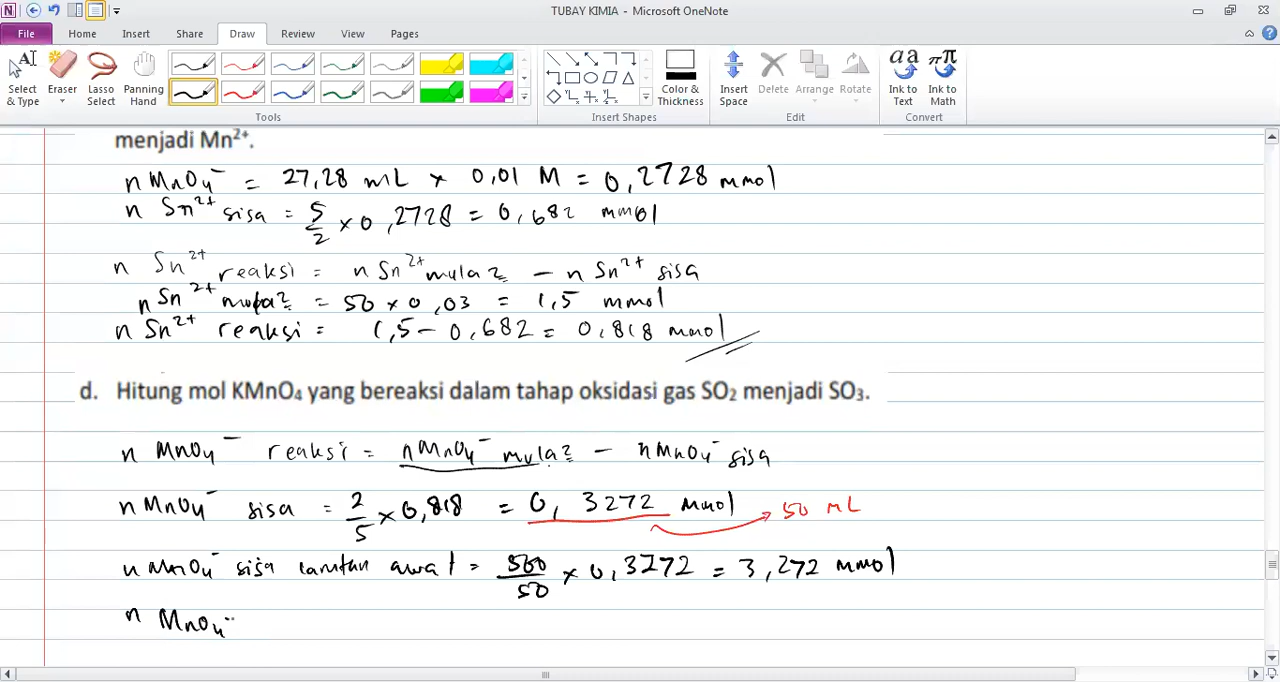 TUBAY KIMIA - Microsoft OneNote
File Home Insert Share Draw Review View Pages
Select & Type
Eraser
Lasso Select
Panning Hand
Color & Thickness
Insert Space
Delete
Arrange
Rotate
Ink to Text
Ink to Math
Tools
Insert Shapes
Edit
Convert
menjadi Mn²⁺.
n MnO₄⁻ = 27,28 mL × 0,01 M = 0,2728 mmol
n Sn²⁺ sisa = 5/2 × 0,2728 = 0,682 mmol
n Sn²⁺ reaksi = n Sn²⁺ mula2 − n Sn²⁺ sisa
n Sn²⁺ mula2 = 50 × 0,03 = 1,5 mmol
n Sn²⁺ reaksi = 1,5 − 0,682 = 0,818 mmol
d. Hitung mol KMnO₄ yang bereaksi dalam tahap oksidasi gas SO₂ menjadi SO₃.
n MnO₄⁻ reaksi = n MnO₄⁻ mula2 − n MnO₄⁻ sisa
n MnO₄⁻ sisa = 2/5 × 0,818 = 0,3272 mmol → 50 mL
n MnO₄⁻ sisa larutan awal = 500/50 × 0,3272 = 3,272 mmol
n MnO₄⁻